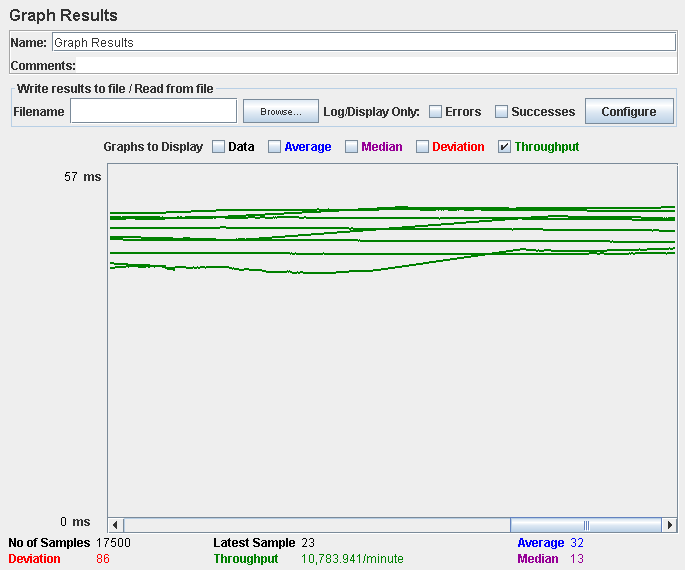 Graph Results
Name: Graph Results
Comments:
Write results to file / Read from file
Filename Browse... Log/Display Only: Errors Successes Configure
Graphs to Display Data Average Median Deviation Throughput
57 ms
0 ms
No of Samples 17500 Latest Sample 23 Average 32
Deviation 86 Throughput 10,783.941/minute Median 13